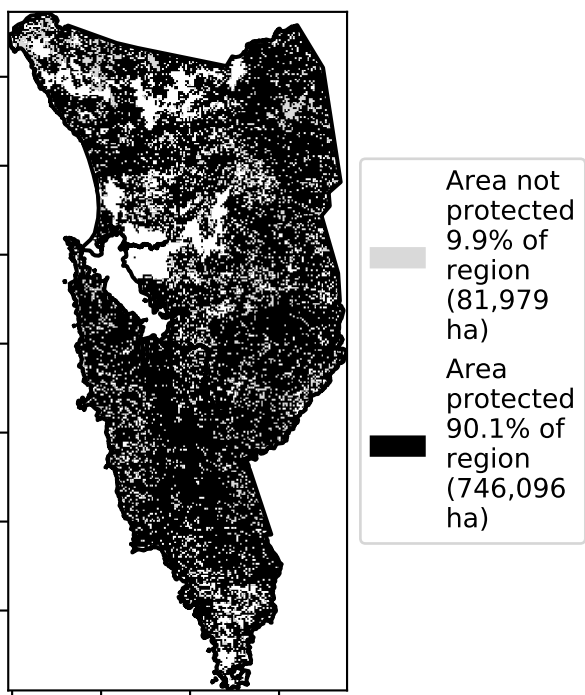 Area not
protected
9.9% of
region
(81,979
ha)
Area
protected
90.1% of
region
(746,096
ha)